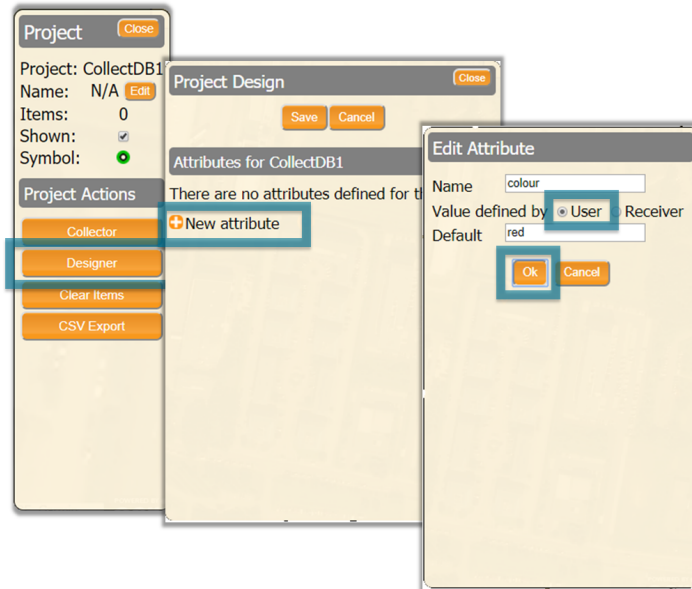 Project Close
Project: CollectDB1
Name: N/A Edit
Items: 0
Shown:
Symbol:
Project Actions
Collector
Designer
Clear Items
CSV Export
Project Design Close
Save Cancel
Attributes for CollectDB1
There are no attributes defined for
New attribute
Edit Attribute
Name colour
Value defined by User Receiver
Default red
Ok Cancel